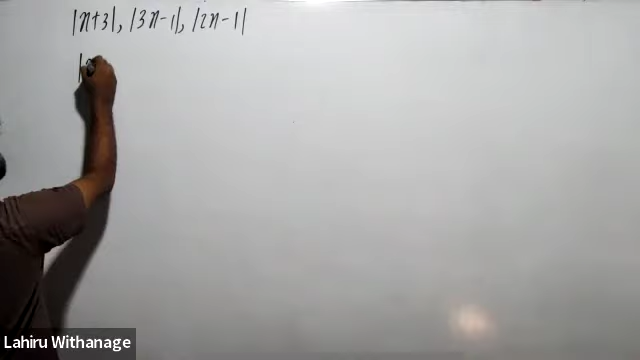 |x+3|, |3x-1|, |2x-1|
Lahiru Withanage